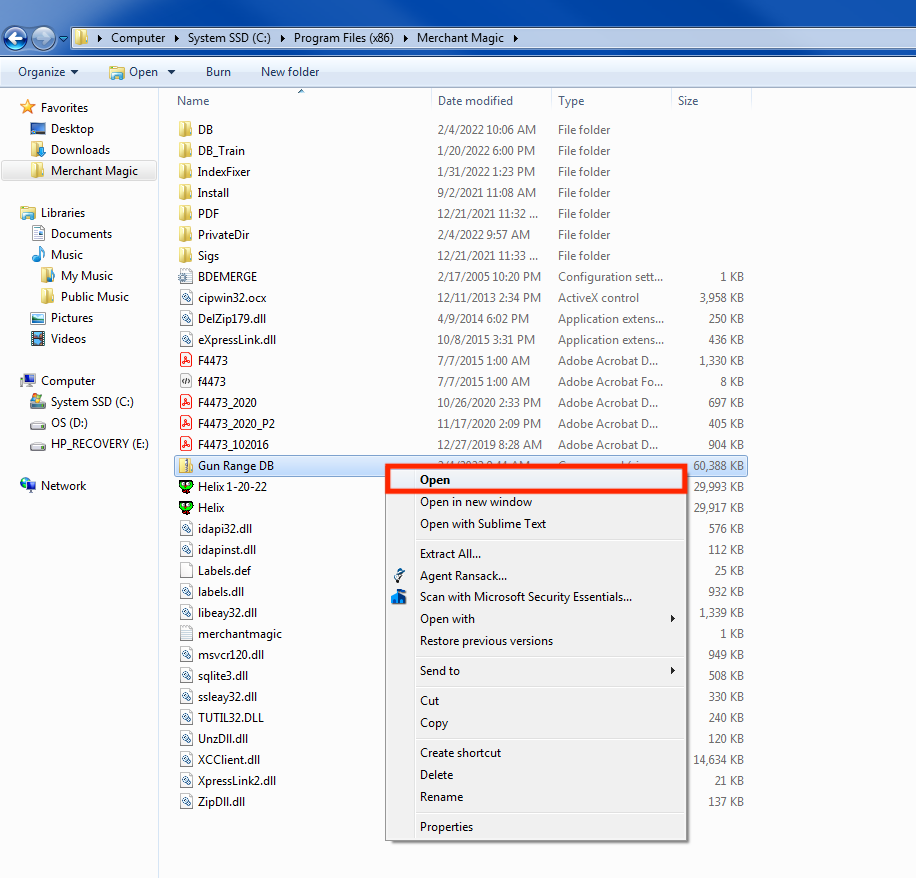 Computer System SSD (C:) Program Files (x86) Merchant Magic
Organize Open Burn New folder
Favorites
Desktop
Downloads
Merchant Magic
Libraries
Documents
Music
My Music
Public Music
Pictures
Videos
Computer
System SSD (C:)
OS (D:)
HP_RECOVERY (E:)
Network
Name Date modified Type Size
DB 2/4/2022 10:06 AM File folder
DB_Train 1/20/2022 6:00 PM File folder
IndexFixer 1/31/2022 1:23 PM File folder
Install 9/2/2021 11:08 AM File folder
PDF 12/21/2021 11:32 ... File folder
PrivateDir 2/4/2022 9:57 AM File folder
Sigs 12/21/2021 11:33 ... File folder
BDEMERGE 2/17/2005 10:20 PM Configuration sett... 1 KB
cipwin32.ocx 12/11/2013 2:34 PM ActiveX control 3,958 KB
DelZip179.dll 4/9/2014 6:02 PM Application extens... 250 KB
eXpressLink.dll 10/8/2015 3:31 PM Application extens... 436 KB
F4473 7/7/2015 1:00 AM Adobe Acrobat D... 1,330 KB
f4473 7/7/2015 1:00 AM Adobe Acrobat Fo... 8 KB
F4473_2020 10/26/2020 2:33 PM Adobe Acrobat D... 697 KB
F4473_2020_P2 11/17/2020 2:09 PM Adobe Acrobat D... 405 KB
F4473_102016 12/27/2019 8:28 AM Adobe Acrobat D... 904 KB
Gun Range DB 60,388 KB
Helix 1-20-22 29,993 KB
Helix 29,917 KB
idapi32.dll 576 KB
idapinst.dll 112 KB
Labels.def 25 KB
labels.dll 932 KB
libeay32.dll 1,339 KB
merchantmagic 1 KB
msvcr120.dll 949 KB
sqlite3.dll 508 KB
ssleay32.dll 330 KB
TUTIL32.DLL 240 KB
UnzDll.dll 120 KB
XCClient.dll 14,634 KB
XpressLink2.dll 21 KB
ZipDll.dll 137 KB
Open
Open in new window
Open with Sublime Text
Extract All...
Agent Ransack...
Scan with Microsoft Security Essentials...
Open with
Restore previous versions
Send to
Cut
Copy
Create shortcut
Delete
Rename
Properties